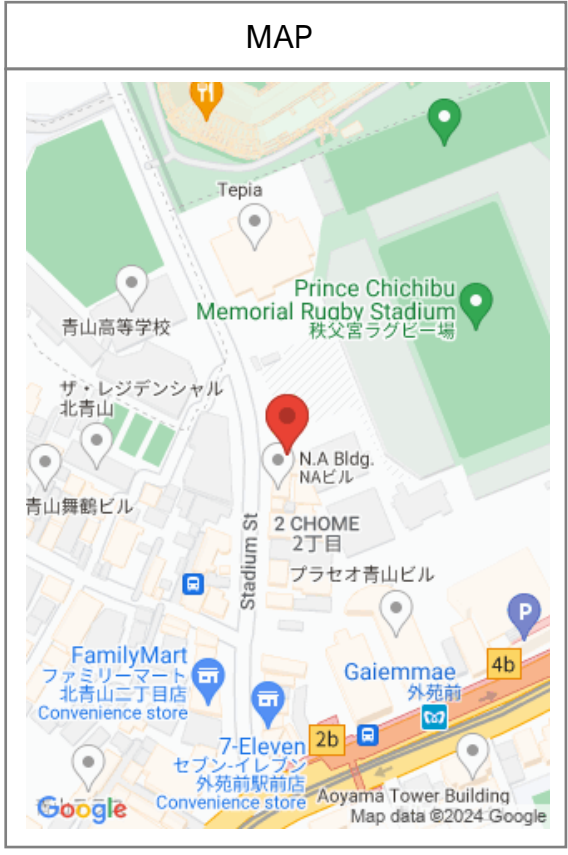 MAP
Tepia
Prince Chichibu
Memorial Rugby Stadium
秩父宮ラグビー場
青山高等学校
ザ・レジデンシャル
北青山
N.A Bldg.
NAビル
青山舞鶴ビル
2 CHOME
2丁目
Stadium St
プラセオ青山ビル
P
FamilyMart
ファミリーマート
北青山二丁目店
Convenience store
4b
Gaiemmae
外苑前
2b
7-Eleven
セブン-イレブン
外苑前駅前店
Convenience store
Aoyama Tower Building
Google
Map data ©2024 Google